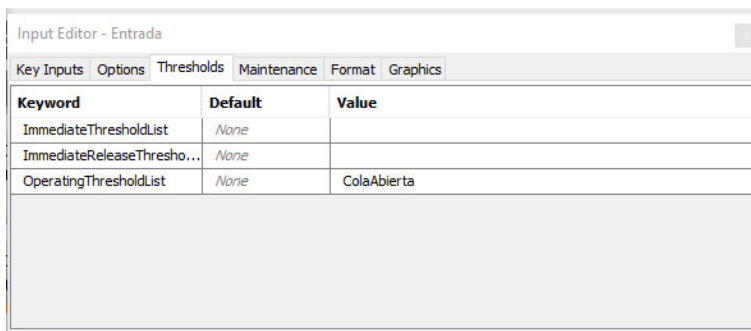 Input Editor - Entrada
Key Inputs Options Thresholds Maintenance Format Graphics
Keyword Default Value
ImmediateThresholdList None
ImmediateReleaseThresho... None
OperatingThresholdList None ColaAbierta